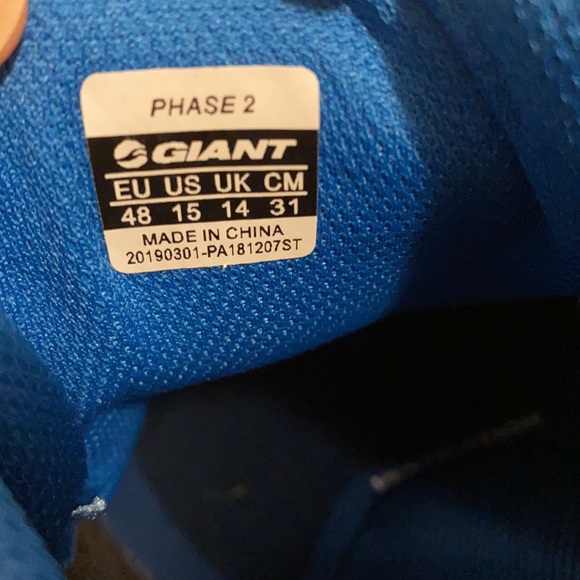 PHASE 2
GIANT
EU US UK CM
48 15 14 31
MADE IN CHINA
20190301-PA181207ST